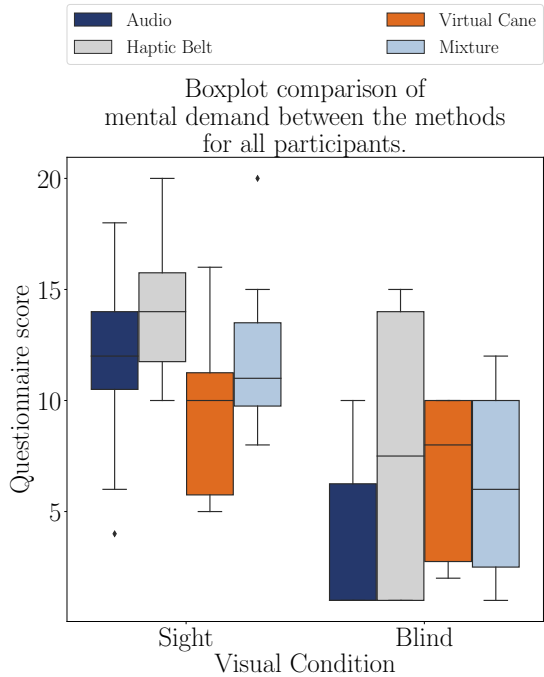 Audio
Haptic Belt
Virtual Cane
Mixture
Boxplot comparison of
mental demand between the methods
for all participants.
20
15
10
5
Questionnaire score
Sight
Blind
Visual Condition